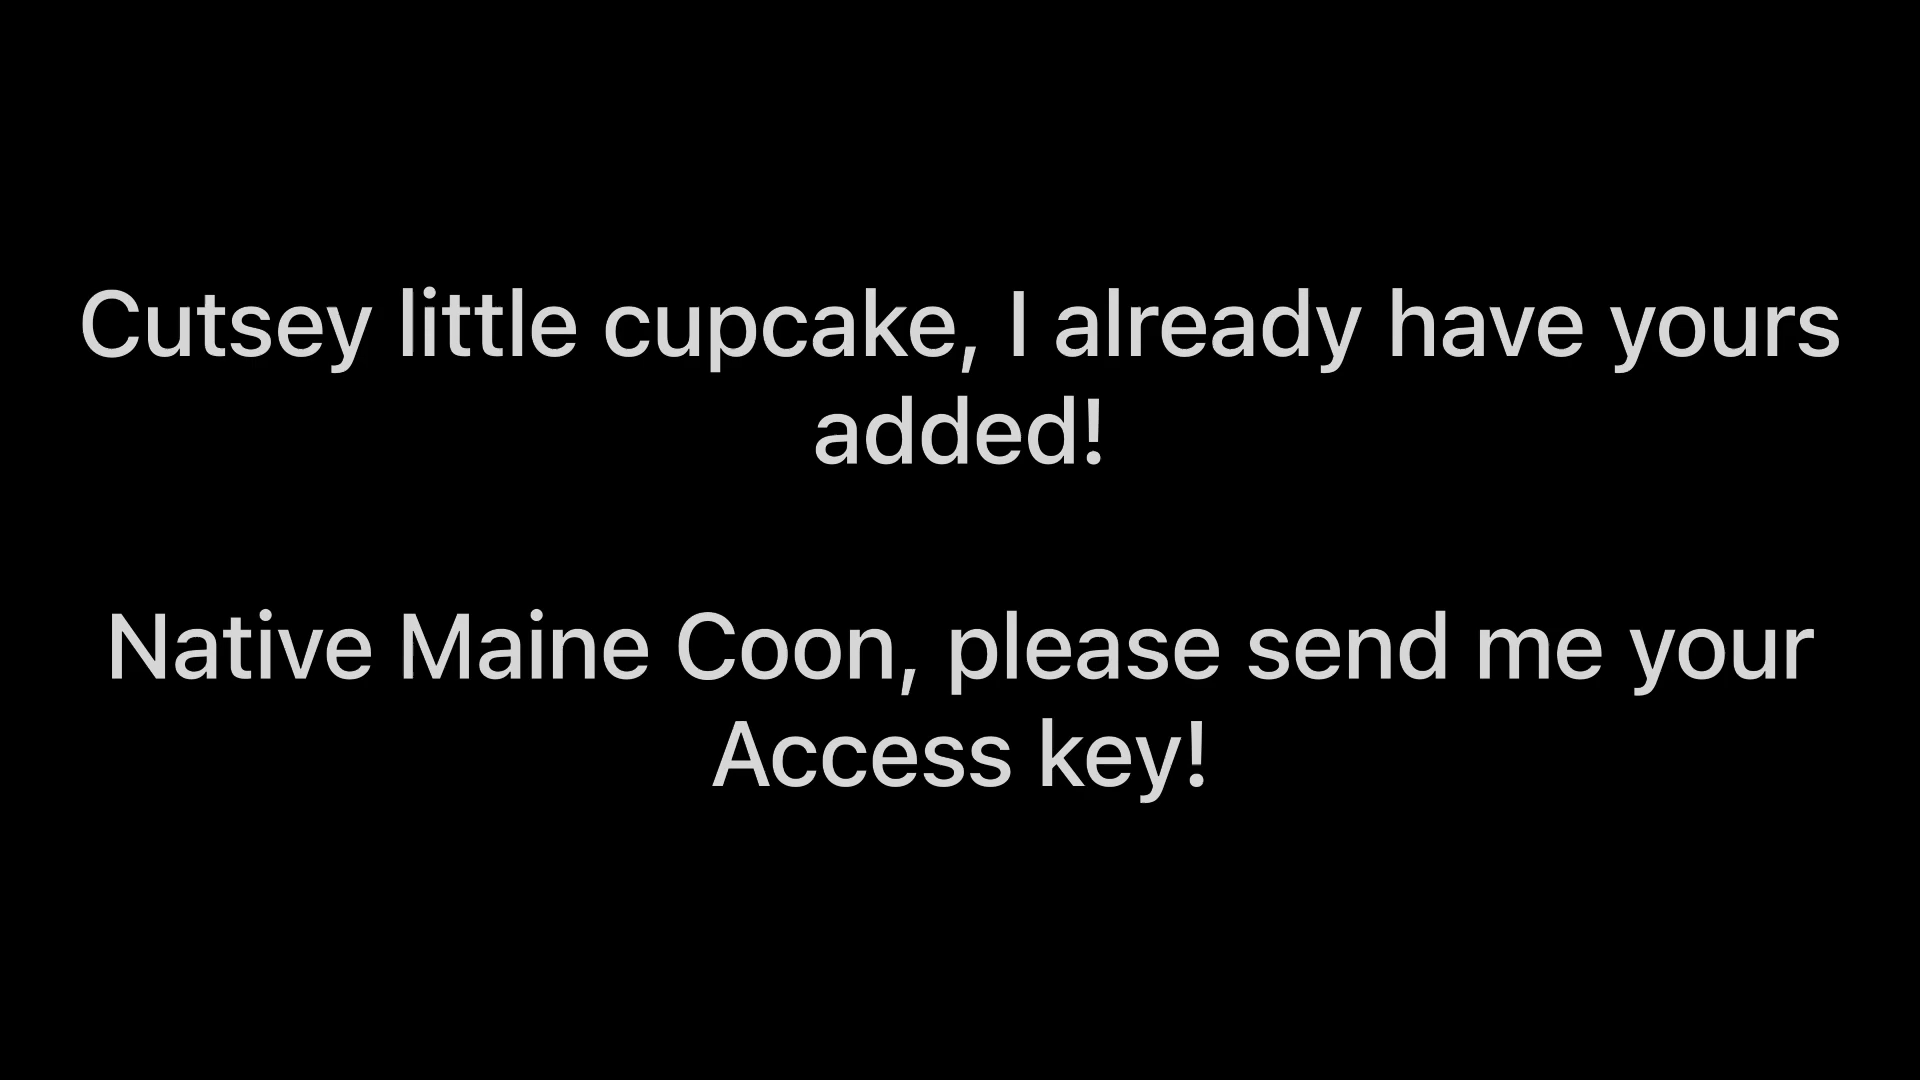 Cutsey little cupcake, I already have yours
added!
Native Maine Coon, please send me your
Access key!